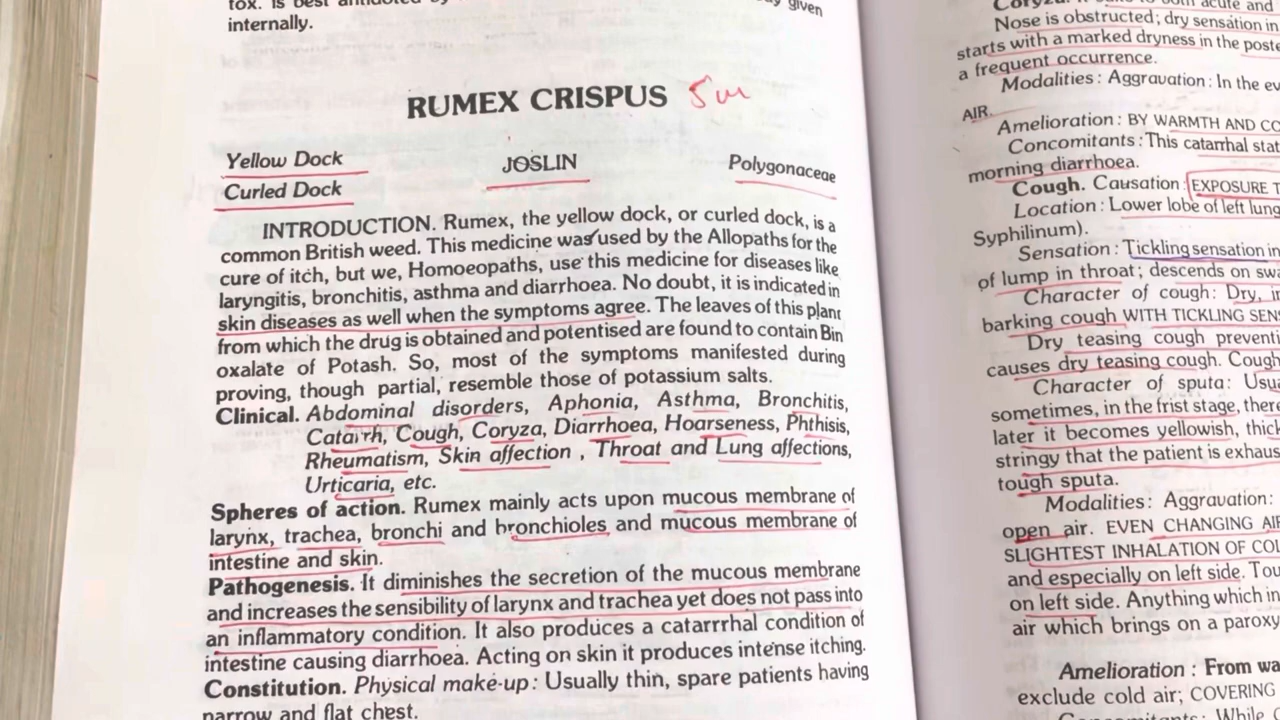 tox. is best antidoted by
given
internally.
RUMEX CRISPUS 5m
Yellow Dock
JOSLIN
Polygonaceae
Curled Dock
INTRODUCTION. Rumex, the yellow dock, or curled dock, is a
common British weed. This medicine was used by the Allopaths for the
cure of itch, but we, Homoeopaths, use this medicine for diseases like
laryngitis, bronchitis, asthma and diarrhoea. No doubt, it is indicated in
skin diseases as well when the symptoms agree. The leaves of this plant
from which the drug is obtained and potentised are found to contain Bin
oxalate of Potash. So, most of the symptoms manifested during
proving, though partial, resemble those of potassium salts.
Clinical. Abdominal disorders, Aphonia, Asthma, Bronchitis,
Catarrh, Cough, Coryza, Diarrhoea, Hoarseness, Phthisis,
Rheumatism, Skin affection , Throat and Lung affections,
Urticaria, etc.
Spheres of action. Rumex mainly acts upon mucous membrane of
larynx, trachea, bronchi and bronchioles and mucous membrane of
intestine and skin.
Pathogenesis. It diminishes the secretion of the mucous membrane
and increases the sensibility of larynx and trachea yet does not pass into
an inflammatory condition. It also produces a catarrrhal condition of
intestine causing diarrhoea. Acting on skin it produces intense itching.
Constitution. Physical make-up: Usually thin, spare patients having
narrow and flat chest.
both acute and
Nose is obstructed; dry sensation in
starts with a marked dryness in the poste
a frequent occurrence.
Modalities: Aggravation: In the ev
AIR.
Amelioration: BY WARMTH AND CO
Concomitants: This catarrhal stat
morning diarrhoea.
Cough. Causation: EXPOSURE T
Location: Lower lobe of left lung
Syphilinum).
Sensation: Tickling sensation in
of lump in throat; descends on swa
Character of cough: Dry, i
barking cough WITH TICKLING SENS
Dry teasing cough preventi
causes dry teasing cough. Cough
Character of sputa: Usua
sometimes, in the frist stage, there
later it becomes yellowish, thick
stringy that the patient is exhaus
tough sputa.
Modalities: Aggravation:
open air. EVEN CHANGING AIR
SLIGHTEST INHALATION OF COL
and especially on left side. Tou
on left side. Anything which in
air which brings on a paroxy
Amelioration: From wa
exclude cold air; COVERING
Concomitants: While